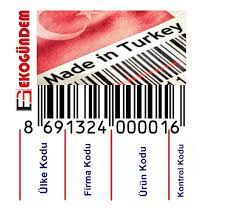 EKOGÜNDEM
Made in Turkey
8 691324 000016
Ülke Kodu
Firma Kodu
Ürün Kodu
Kontrol Kodu